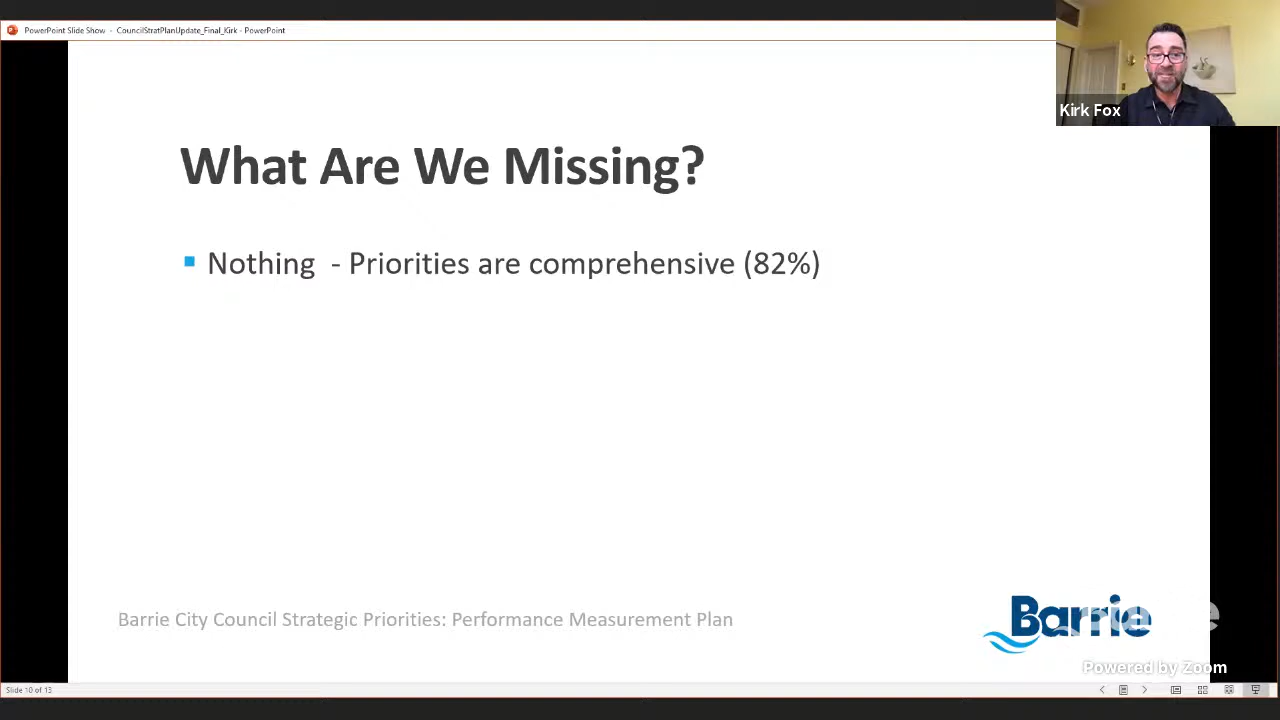 PowerPoint Slide Show - CouncilStratPlanUpdate_Final_Kirk - PowerPoint
Kirk Fox
What Are We Missing?
Nothing - Priorities are comprehensive (82%)
Barrie City Council Strategic Priorities: Performance Measurement Plan
Barrie
Powered by Zoom
Slide 10 of 13